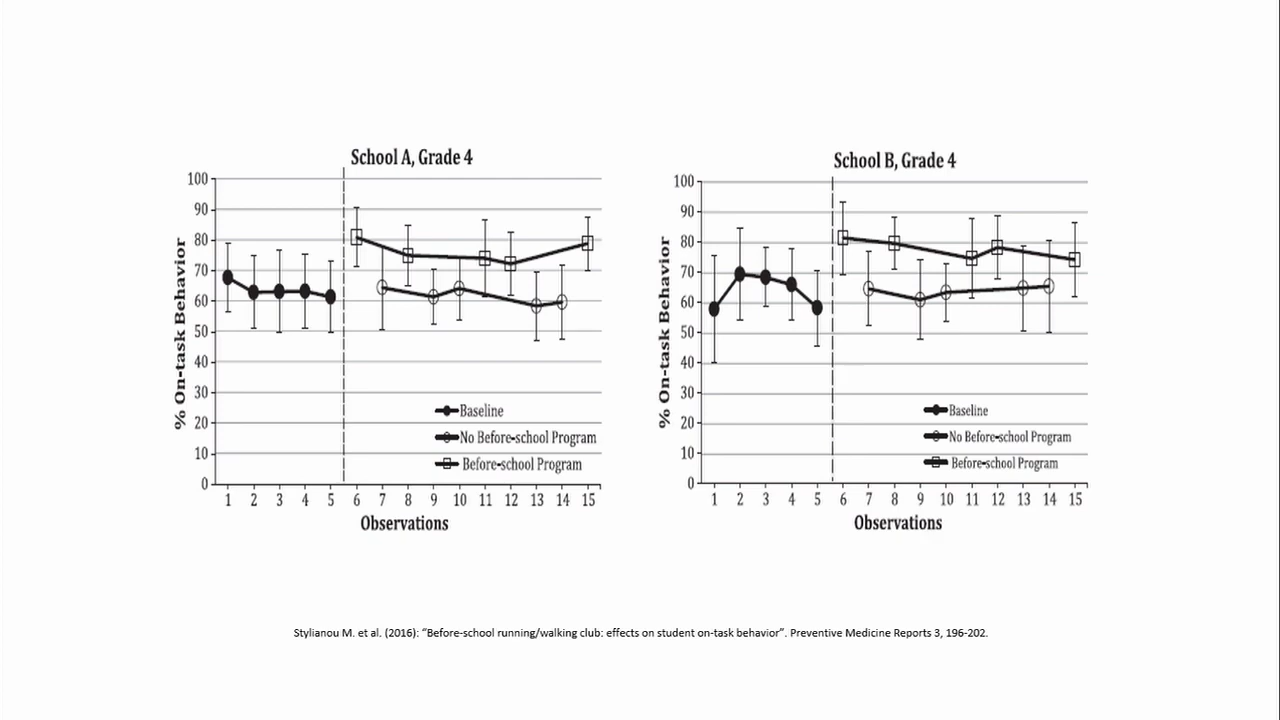 School A, Grade 4
% On-task Behavior
100
90
80
70
60
50
40
30
20
10
0
Baseline
No Before-school Program
Before-school Program
1 2 3 4 5 6 7 8 9 10 11 12 13 14 15
Observations
School B, Grade 4
% On-task Behavior
100
90
80
70
60
50
40
30
20
10
0
Baseline
No Before-school Program
Before-school Program
1 2 3 4 5 6 7 8 9 10 11 12 13 14 15
Observations
Stylianou M. et al. (2016): “Before-school running/walking club: effects on student on-task behavior”. Preventive Medicine Reports 3, 196-202.